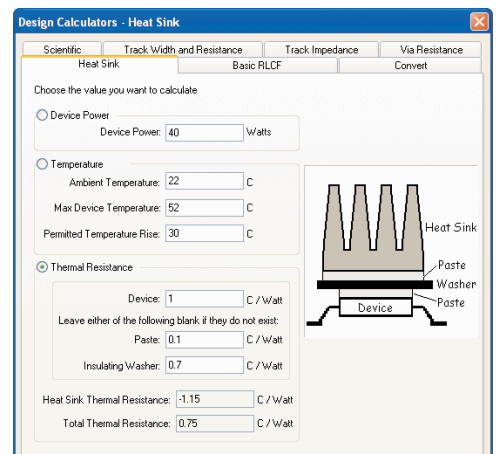 Design Calculators - Heat Sink
Scientific
Track Width and Resistance
Track Impedance
Via Resistance
Heat Sink
Basic RLCF
Convert
Choose the value you want to calculate
Device Power
Device Power: 40 Watts
Temperature
Ambient Temperature: 22 C
Max Device Temperature: 52 C
Permitted Temperature Rise: 30 C
Thermal Resistance
Device: 1 C / Watt
Leave either of the following blank if they do not exist:
Paste: 0.1 C / Watt
Insulating Washer: 0.7 C / Watt
Heat Sink Thermal Resistance: -1.15 C / Watt
Total Thermal Resistance: 0.75 C / Watt
Heat Sink
Paste
Washer
Paste
Device